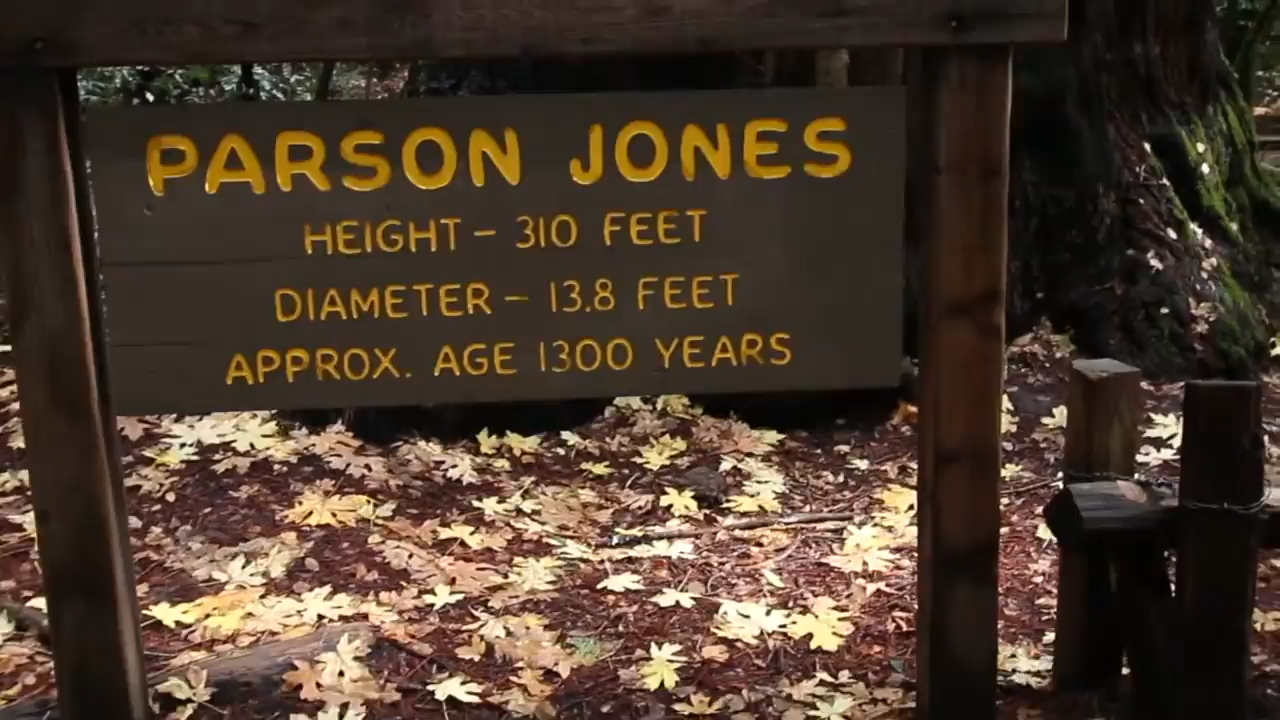 PARSON JONES
HEIGHT – 310 FEET
DIAMETER – 13.8 FEET
APPROX. AGE 1300 YEARS